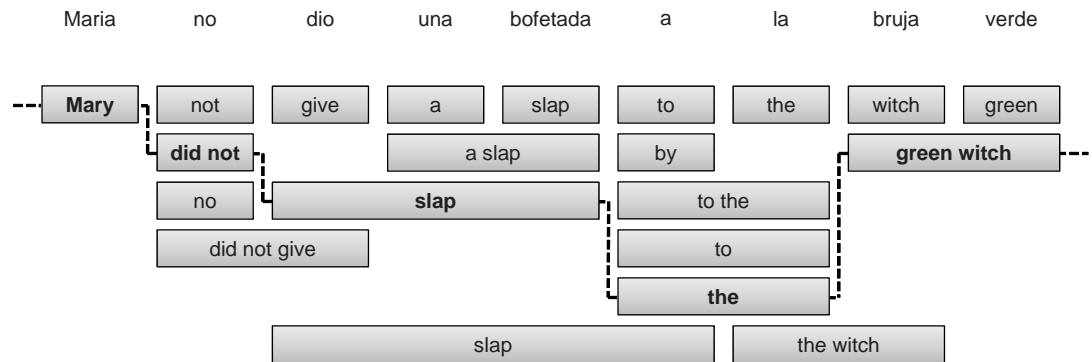 Maria no dio una bofetada a la bruja verde
Mary not give a slap to the witch green
did not a slap by green witch
no slap to the
did not give to
the
slap the witch